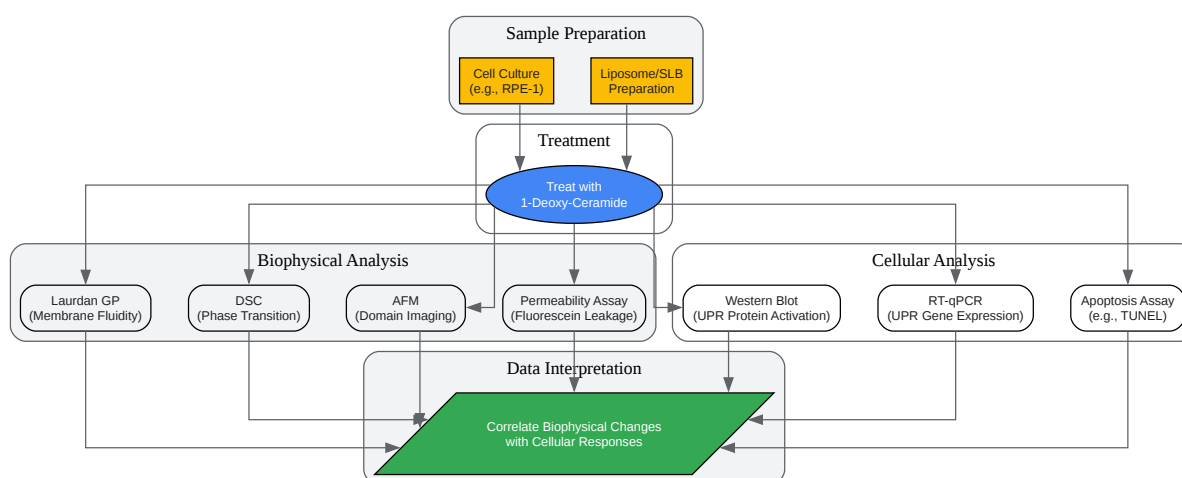 Sample Preparation
Cell Culture
(e.g., RPE-1)
Liposome/SLB
Preparation
Treatment
Treat with
1-Deoxy-Ceramide
Biophysical Analysis
Cellular Analysis
Laurdan GP
(Membrane Fluidity)
DSC
(Phase Transition)
AFM
(Domain Imaging)
Permeability Assay
(Fluorescein Leakage)
Western Blot
(UPR Protein Activation)
RT-qPCR
(UPR Gene Expression)
Apoptosis Assay
(e.g., TUNEL)
Data Interpretation
Correlate Biophysical Changes
with Cellular Responses